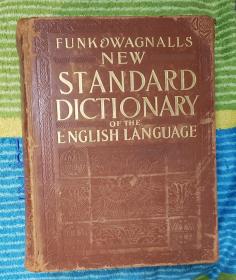 FUNK & WAGNALLS
NEW
STANDARD
DICTIONARY
OF THE
ENGLISH LANGUAGE